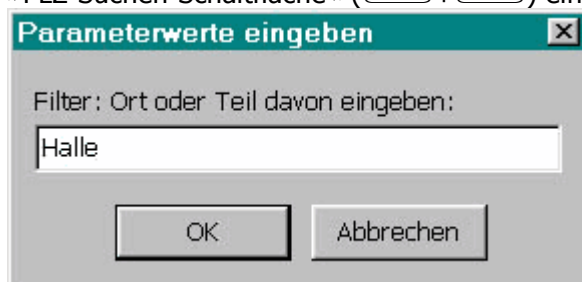 Parameterwerte eingeben
Filter: Ort oder Teil davon eingeben:
Halle
OK
Abbrechen